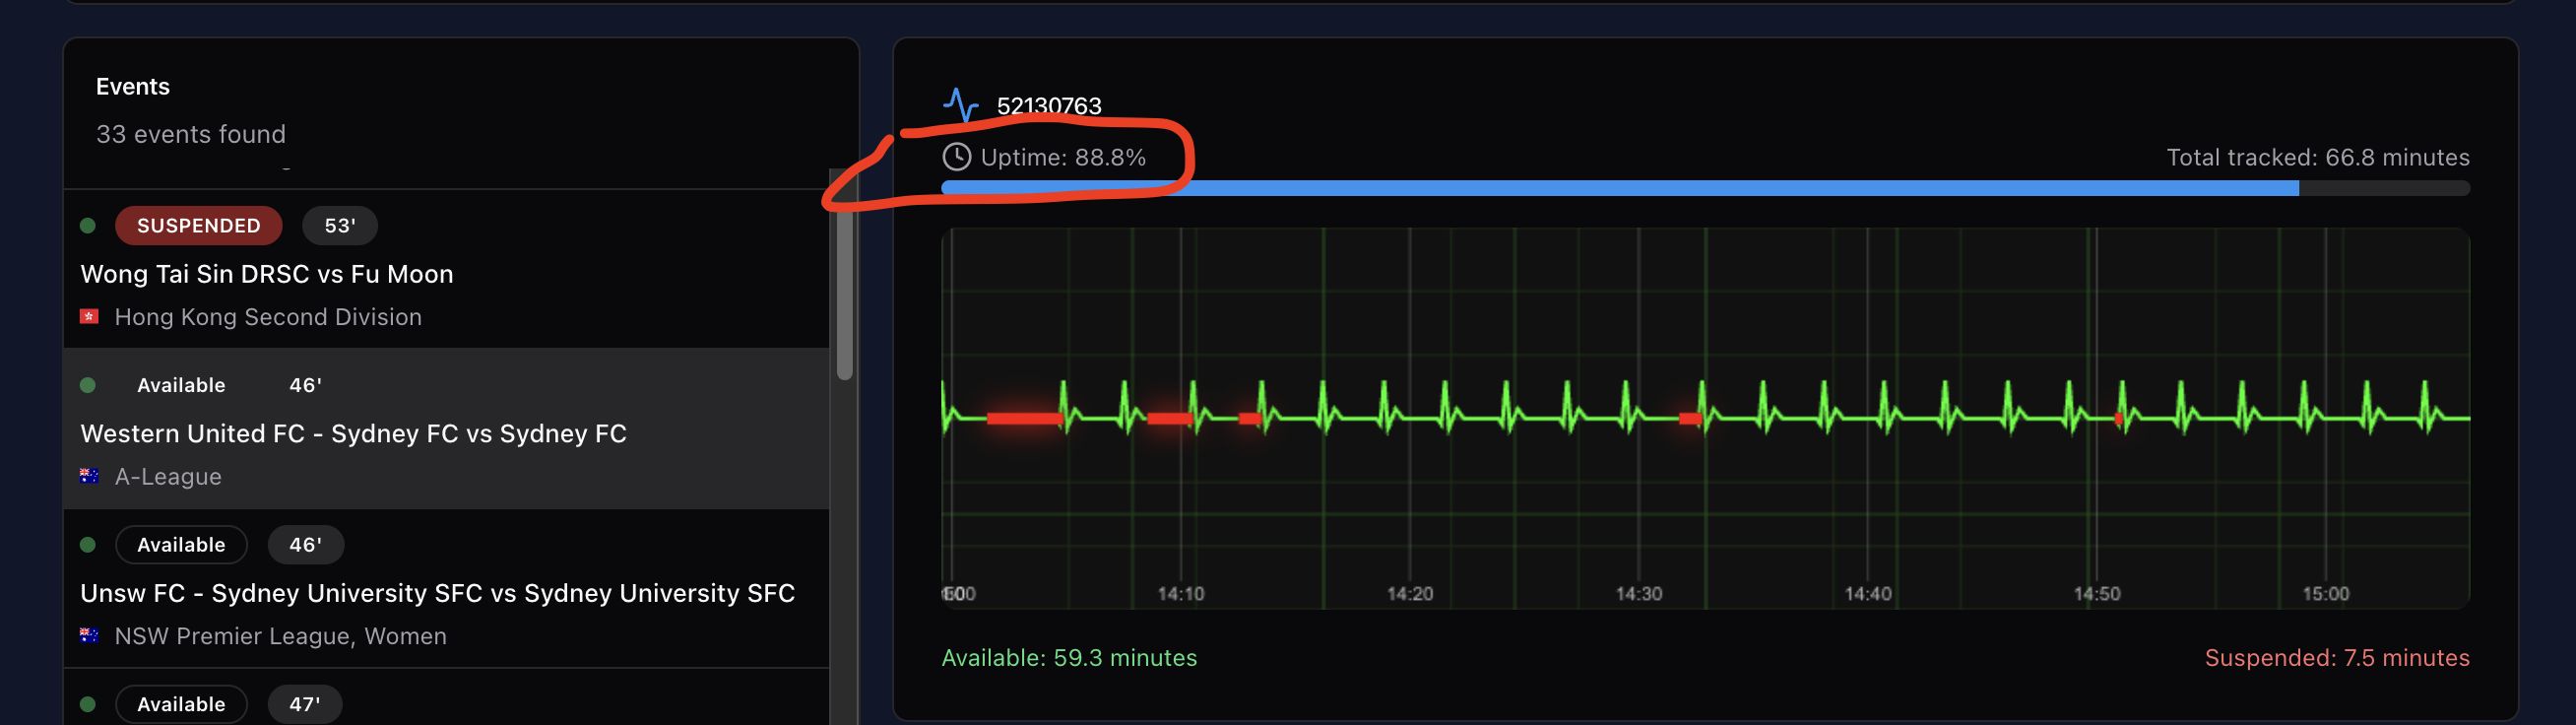 Events
33 events found
SUSPENDED 53'
Wong Tai Sin DRSC vs Fu Moon
Hong Kong Second Division
Available 46'
Western United FC - Sydney FC vs Sydney FC
A-League
Available 46'
Unsw FC - Sydney University SFC vs Sydney University SFC
NSW Premier League, Women
Available 47'
52130763
Uptime: 88.8%
Total tracked: 66.8 minutes
14:10 14:20 14:30 14:40 14:50 15:00
Available: 59.3 minutes
Suspended: 7.5 minutes